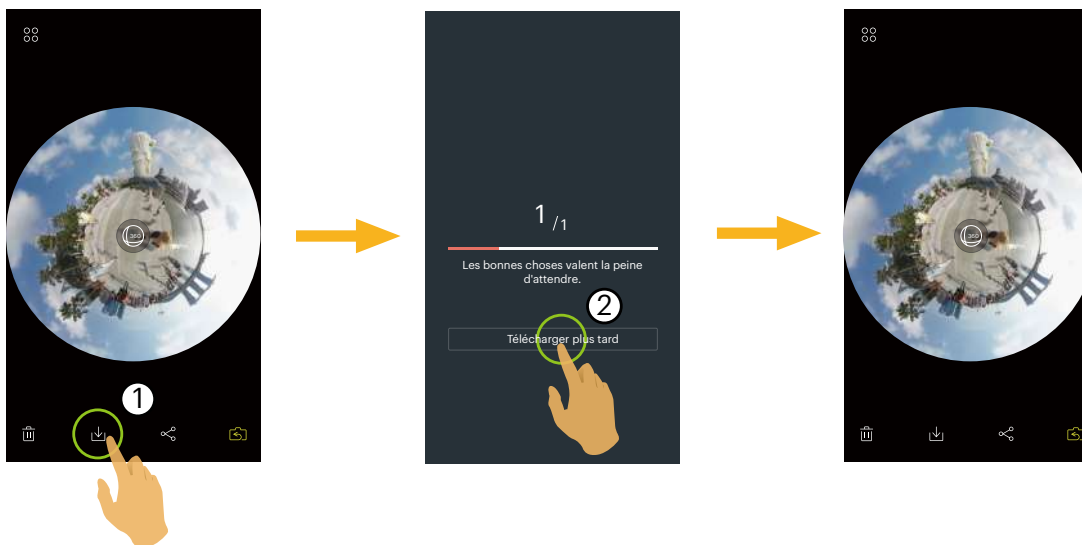 360
1
1 /1
Les bonnes choses valent la peine
d'attendre.
2
Télécharger plus tard
360